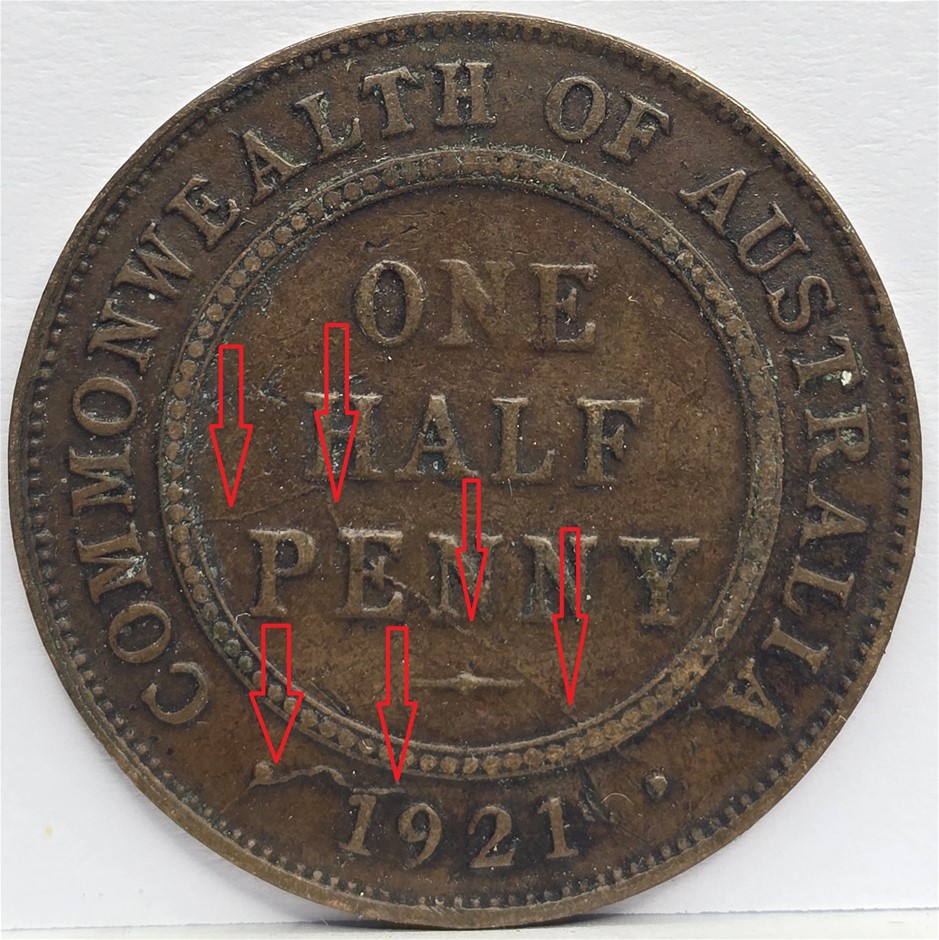 COMMONWEALTH OF AUSTRALIA
ONE
HALF
PENNY
1921